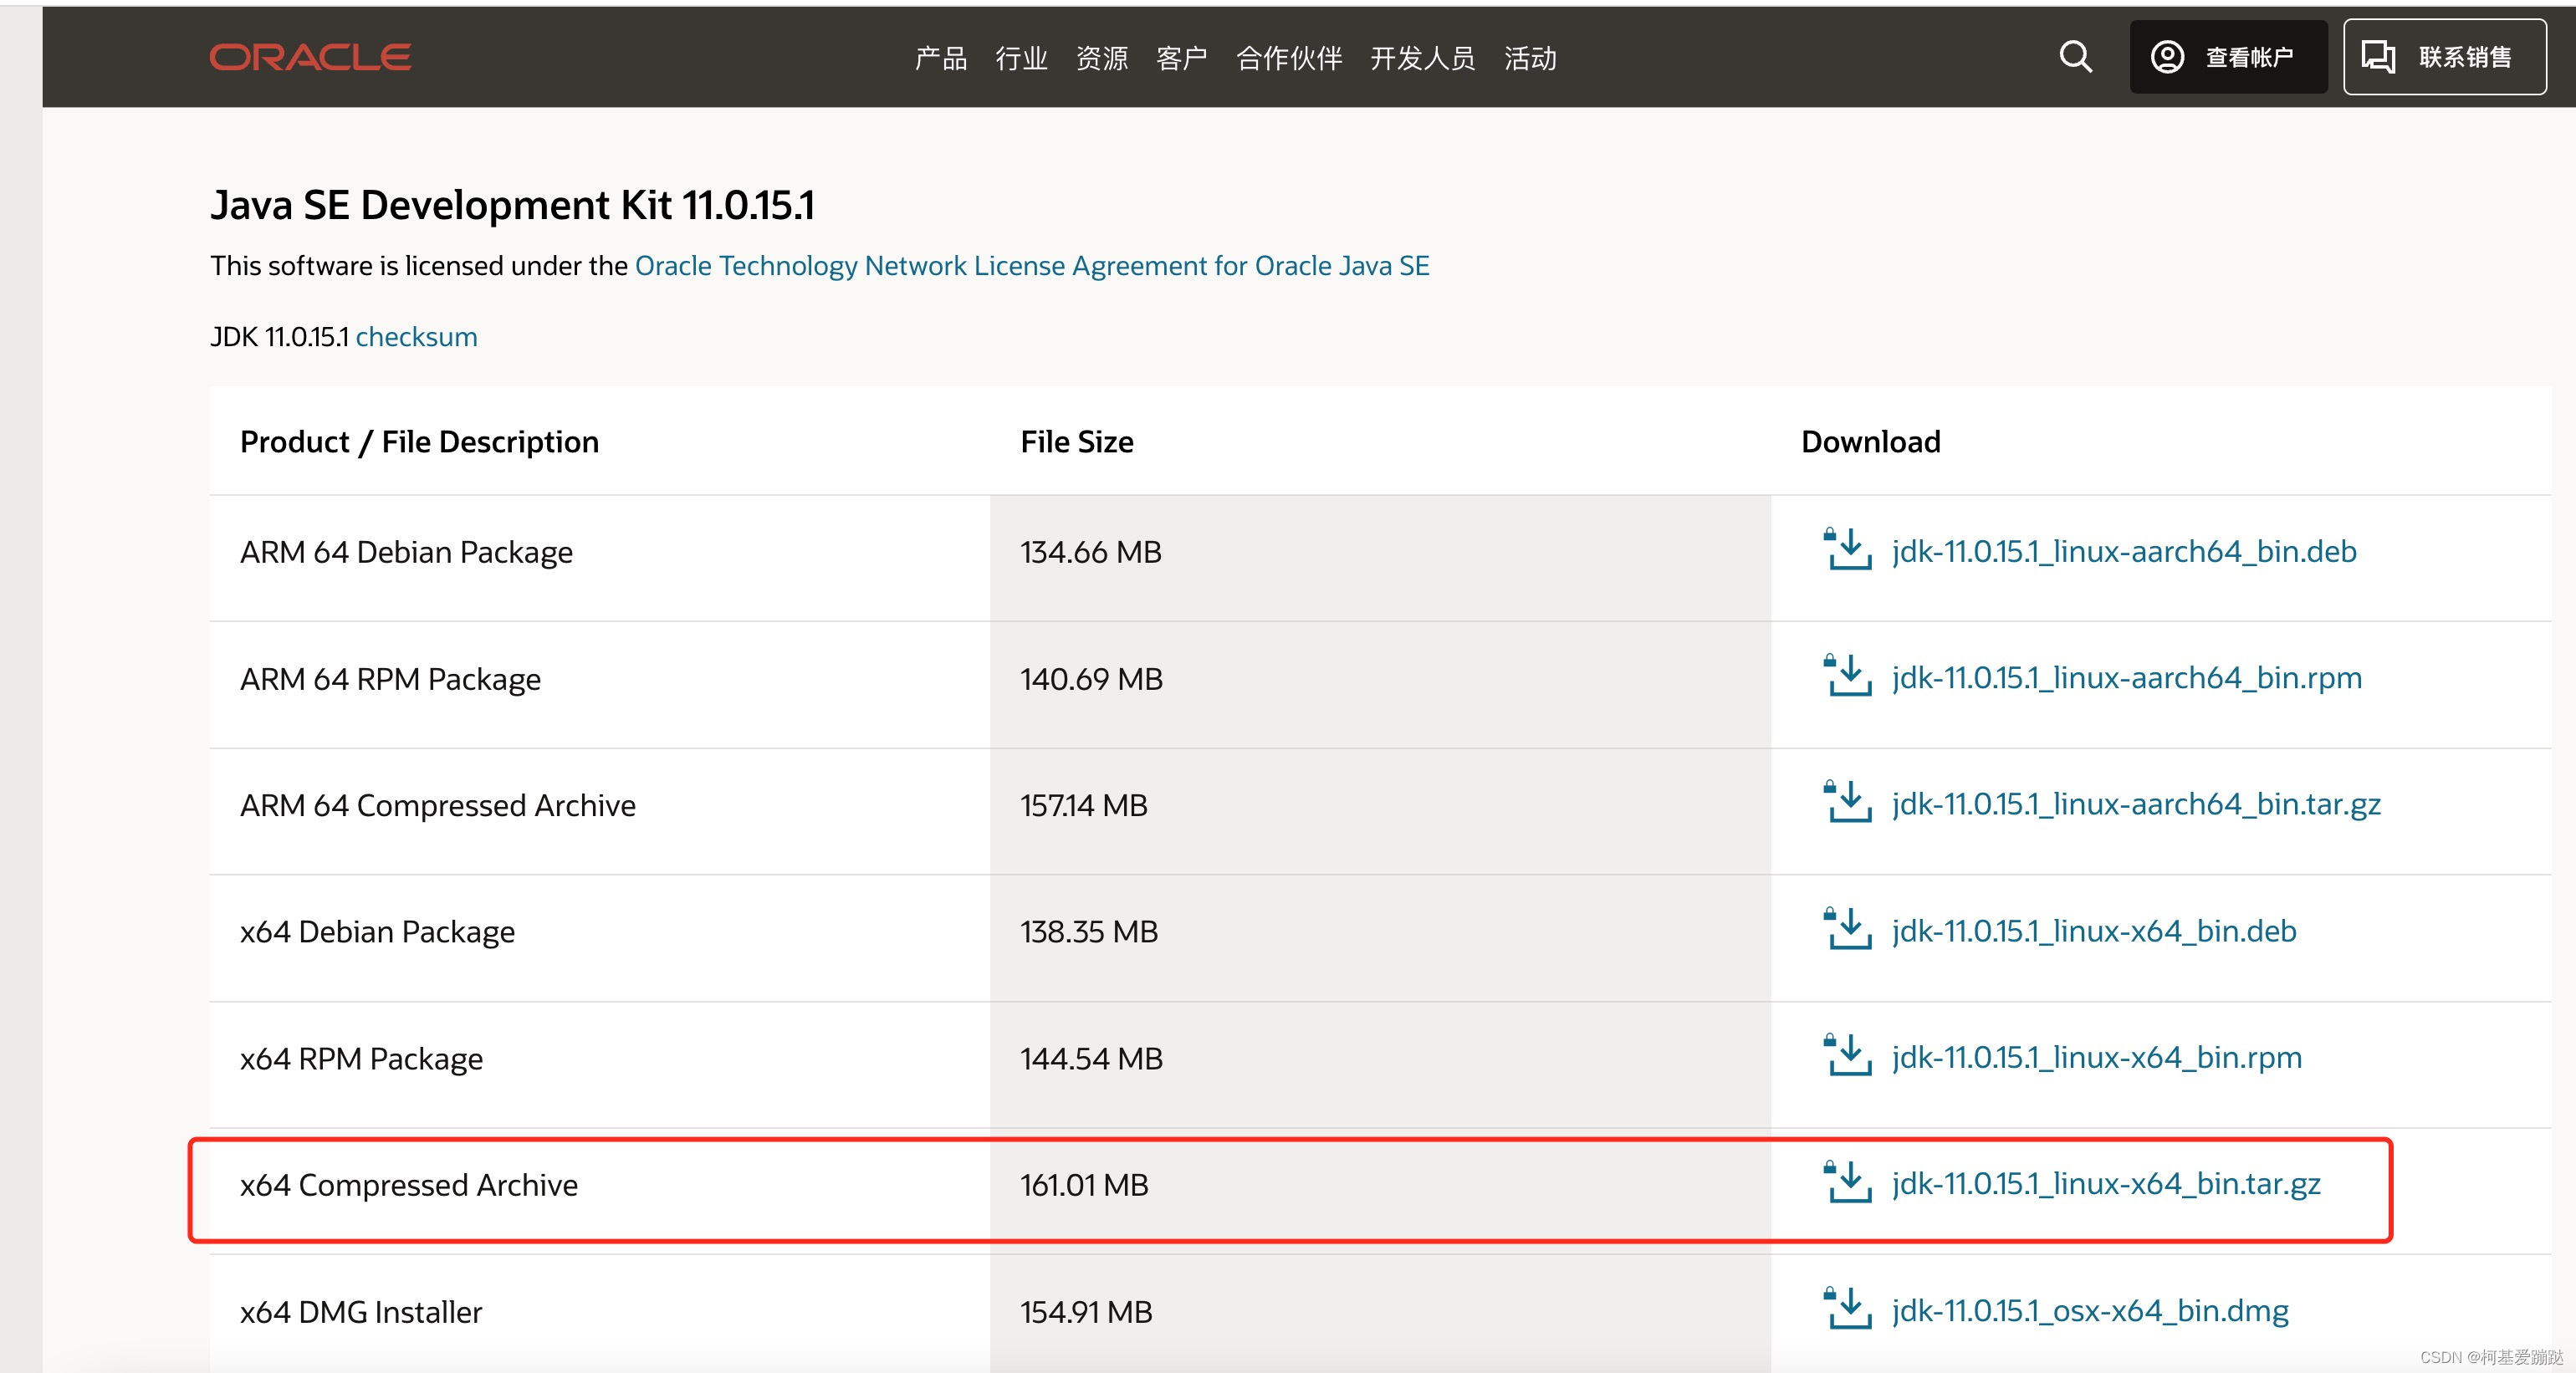 ORACLE 产品 行业 资源 客户 合作伙伴 开发人员 活动 查看帐户 联系销售
Java SE Development Kit 11.0.15.1
This software is licensed under the Oracle Technology Network License Agreement for Oracle Java SE
JDK 11.0.15.1 checksum
Product / File Description File Size Download
ARM 64 Debian Package 134.66 MB jdk-11.0.15.1_linux-aarch64_bin.deb
ARM 64 RPM Package 140.69 MB jdk-11.0.15.1_linux-aarch64_bin.rpm
ARM 64 Compressed Archive 157.14 MB jdk-11.0.15.1_linux-aarch64_bin.tar.gz
x64 Debian Package 138.35 MB jdk-11.0.15.1_linux-x64_bin.deb
x64 RPM Package 144.54 MB jdk-11.0.15.1_linux-x64_bin.rpm
x64 Compressed Archive 161.01 MB jdk-11.0.15.1_linux-x64_bin.tar.gz
x64 DMG Installer 154.91 MB jdk-11.0.15.1_osx-x64_bin.dmg
CSDN @柯基爱蹦跶